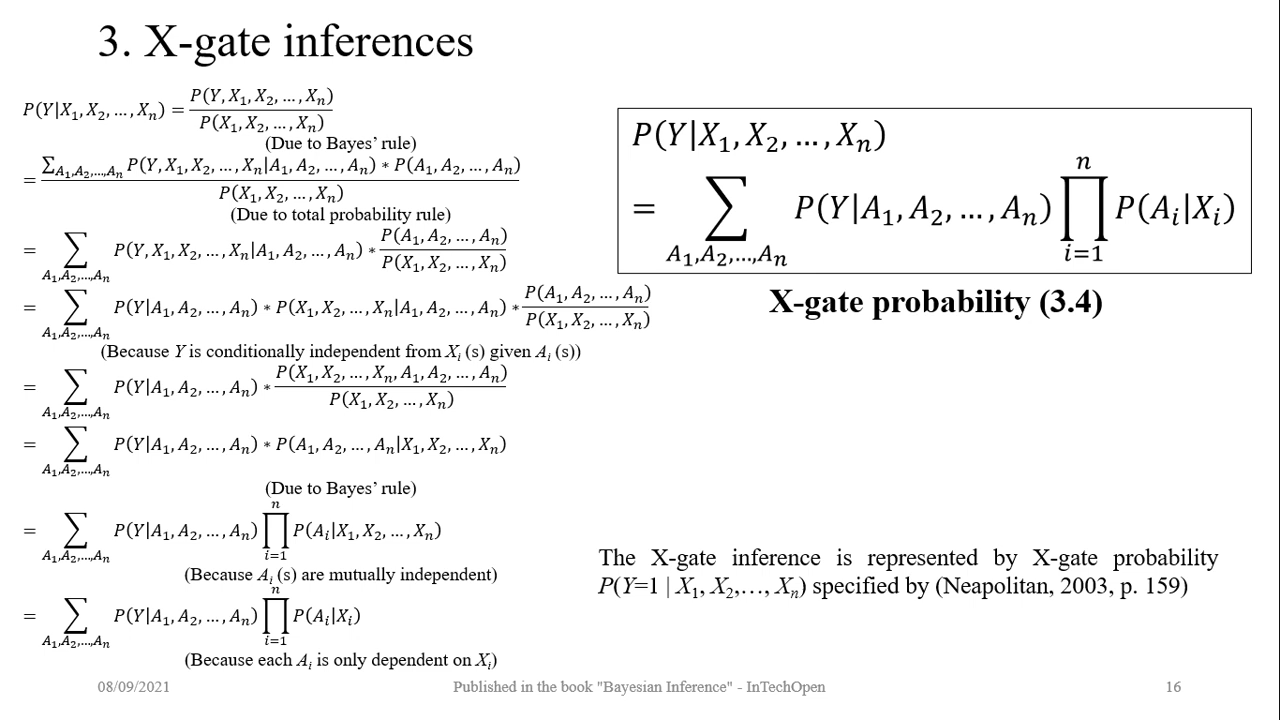 3. X-gate inferences
P(Y|X₁, X₂, …, Xₙ) = P(Y, X₁, X₂, …, Xₙ) / P(X₁, X₂, …, Xₙ)
(Due to Bayes’ rule)
= ∑_{A₁,A₂,…,Aₙ} P(Y, X₁, X₂, …, Xₙ|A₁, A₂, …, Aₙ) ∗ P(A₁, A₂, …, Aₙ) / P(X₁, X₂, …, Xₙ)
(Due to total probability rule)
= ∑_{A₁,A₂,…,Aₙ} P(Y, X₁, X₂, …, Xₙ|A₁, A₂, …, Aₙ) ∗ P(A₁, A₂, …, Aₙ) / P(X₁, X₂, …, Xₙ)
= ∑_{A₁,A₂,…,Aₙ} P(Y|A₁, A₂, …, Aₙ) ∗ P(X₁, X₂, …, Xₙ|A₁, A₂, …, Aₙ) ∗ P(A₁, A₂, …, Aₙ) / P(X₁, X₂, …, Xₙ)
(Because Y is conditionally independent from Xᵢ (s) given Aᵢ (s))
= ∑_{A₁,A₂,…,Aₙ} P(Y|A₁, A₂, …, Aₙ) ∗ P(X₁, X₂, …, Xₙ, A₁, A₂, …, Aₙ) / P(X₁, X₂, …, Xₙ)
= ∑_{A₁,A₂,…,Aₙ} P(Y|A₁, A₂, …, Aₙ) ∗ P(A₁, A₂, …, Aₙ|X₁, X₂, …, Xₙ)
(Due to Bayes’ rule)
= ∑_{A₁,A₂,…,Aₙ} P(Y|A₁, A₂, …, Aₙ) ∏_{i=1}^{n} P(Aᵢ|X₁, X₂, …, Xₙ)
(Because Aᵢ (s) are mutually independent)
= ∑_{A₁,A₂,…,Aₙ} P(Y|A₁, A₂, …, Aₙ) ∏_{i=1}^{n} P(Aᵢ|Xᵢ)
(Because each Aᵢ is only dependent on Xᵢ)
P(Y|X₁, X₂, …, Xₙ)
= ∑_{A₁,A₂,…,Aₙ} P(Y|A₁, A₂, …, Aₙ) ∏_{i=1}^{n} P(Aᵢ|Xᵢ)
X-gate probability (3.4)
The X-gate inference is represented by X-gate probability
P(Y=1 | X₁, X₂,…, Xₙ) specified by (Neapolitan, 2003, p. 159)
08/09/2021
Published in the book "Bayesian Inference" - InTechOpen
16